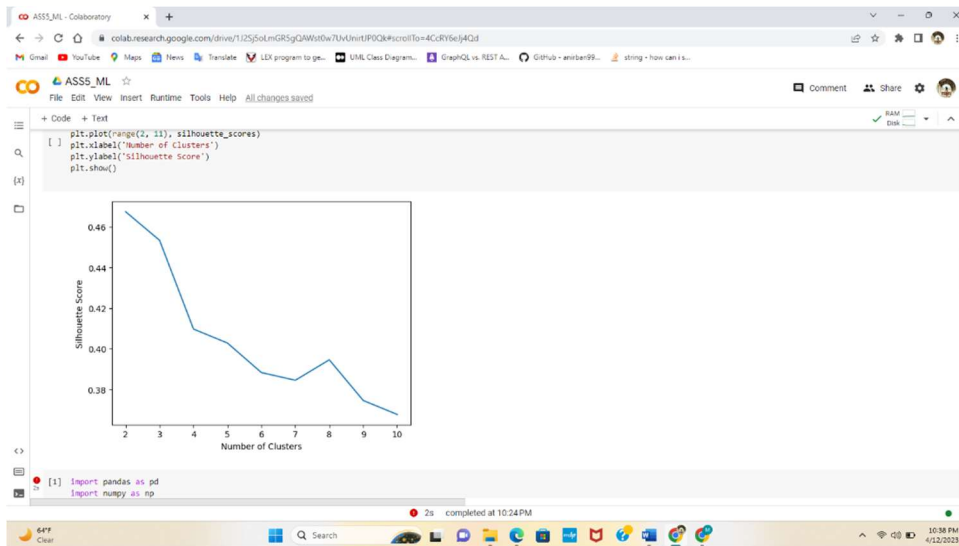 ASS5_ML - Colaboratory
colab.research.google.com/drive/1J2Sj5oLmGR5gQAWst0w7UvUnirtJP0Qk#scrollTo=4CcRY6eJj4Qd
Gmail YouTube Maps News Translate LEX program to ge... UML Class Diagram... GraphQL vs. REST A... GitHub - anirban99... string - how can i s...
ASS5_ML
Comment Share
File Edit View Insert Runtime Tools Help All changes saved
+ Code + Text
RAM
Disk
plt.plot(range(2, 11), silhouette_scores)
[ ] plt.xlabel('Number of Clusters')
plt.ylabel('Silhouette Score')
plt.show()
{x}
0.46
0.44
0.42
0.40
0.38
Silhouette Score
2 3 4 5 6 7 8 9 10
Number of Clusters
[1] import pandas as pd
2s
import numpy as np
2s completed at 10:24 PM
64°F
Clear
Search
10:38 PM
4/12/2023